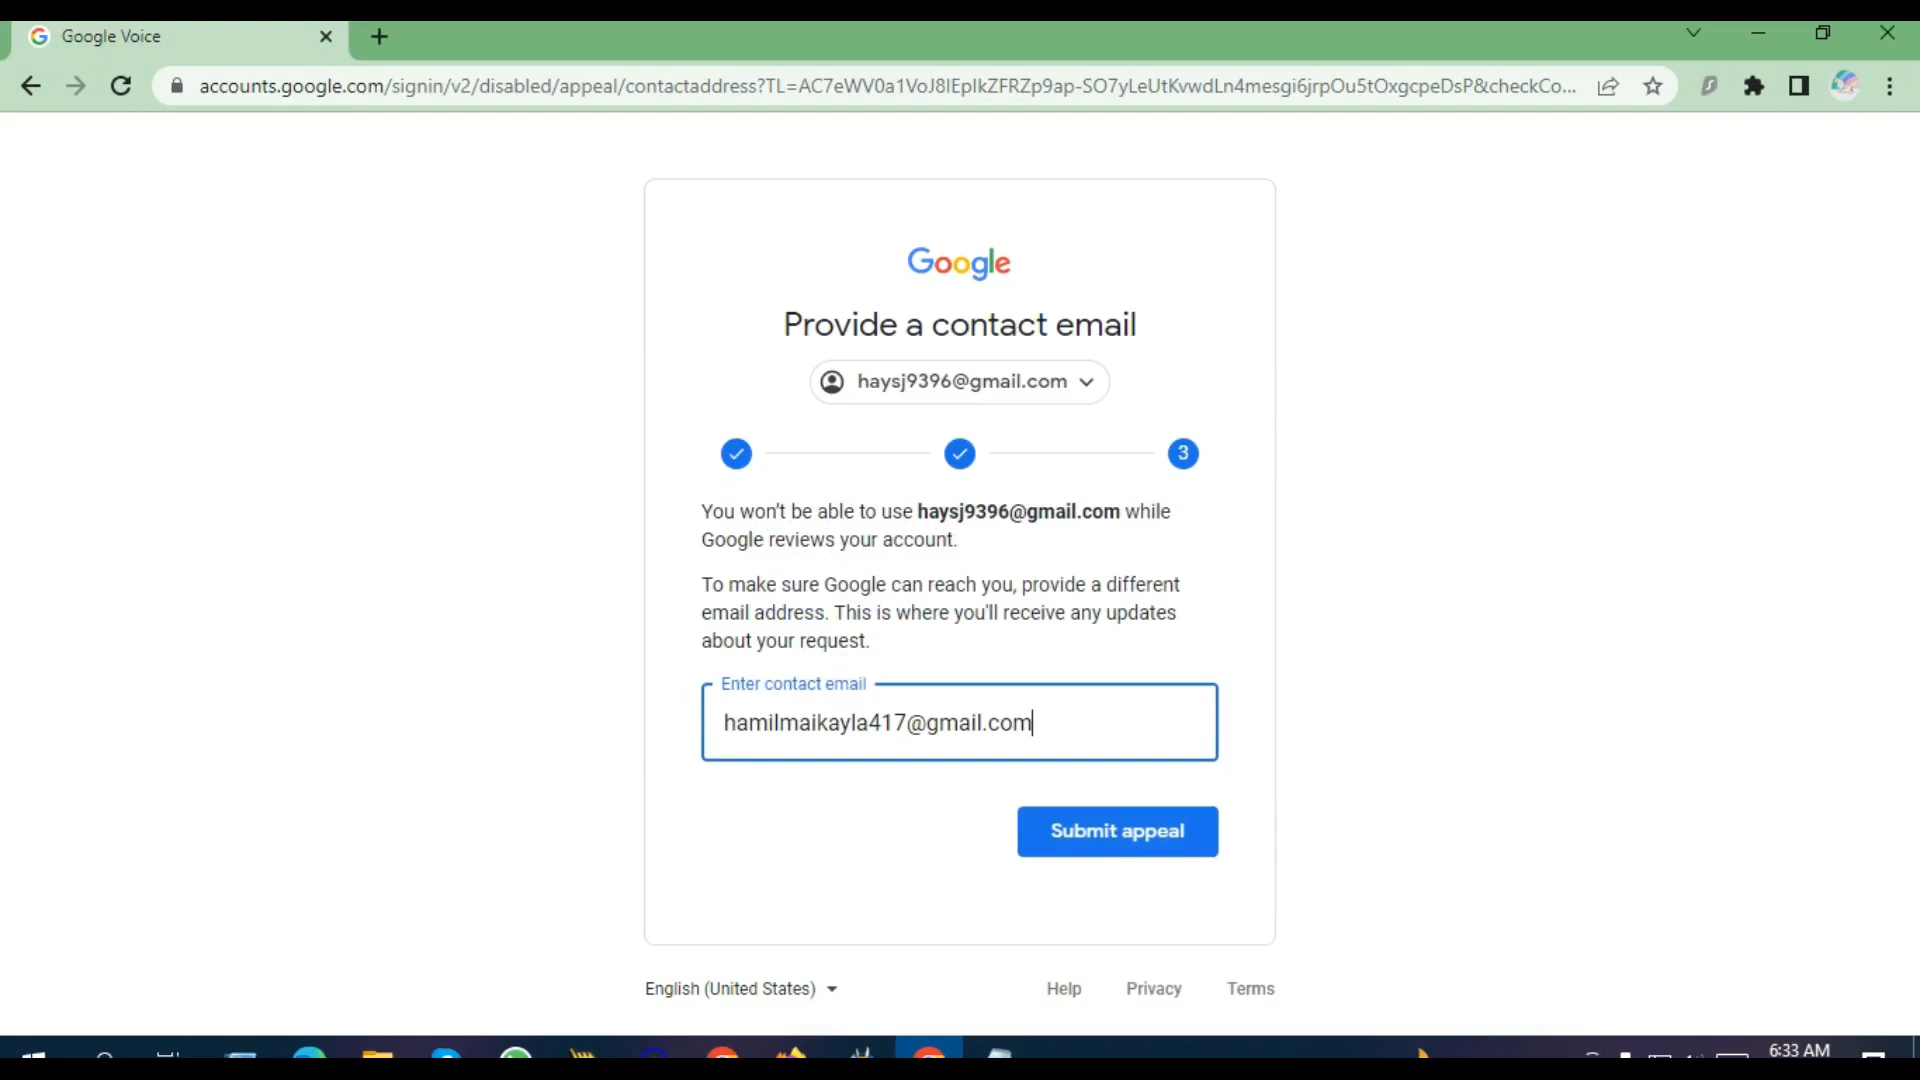 Google Voice
accounts.google.com/signin/v2/disabled/appeal/contactaddress?TL=AC7eWV0a1VoJ8IEpIkZFRZp9ap-SO7yLeUtKvwdLn4mesgi6jrpOu5tOxgcpeDsP&checkCo...
Google
Provide a contact email
haysj9396@gmail.com
3
You won't be able to use haysj9396@gmail.com while
Google reviews your account.
To make sure Google can reach you, provide a different
email address. This is where you'll receive any updates
about your request.
Enter contact email
hamilmaikayla417@gmail.com
Submit appeal
English (United States)
Help Privacy Terms
6:33 AM